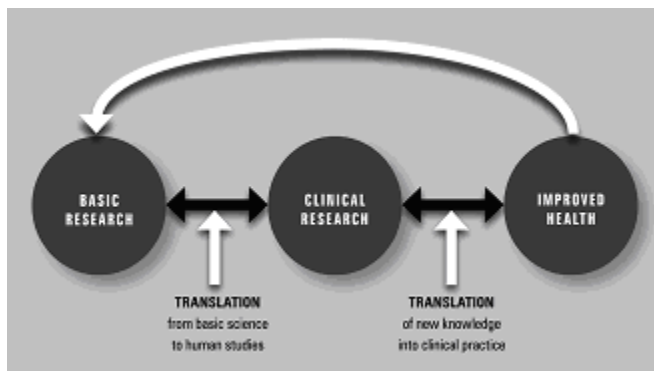 BASIC
RESEARCH
CLINICAL
RESEARCH
IMPROVED
HEALTH
TRANSLATION
from basic science
to human studies
TRANSLATION
of new knowledge
into clinical practice